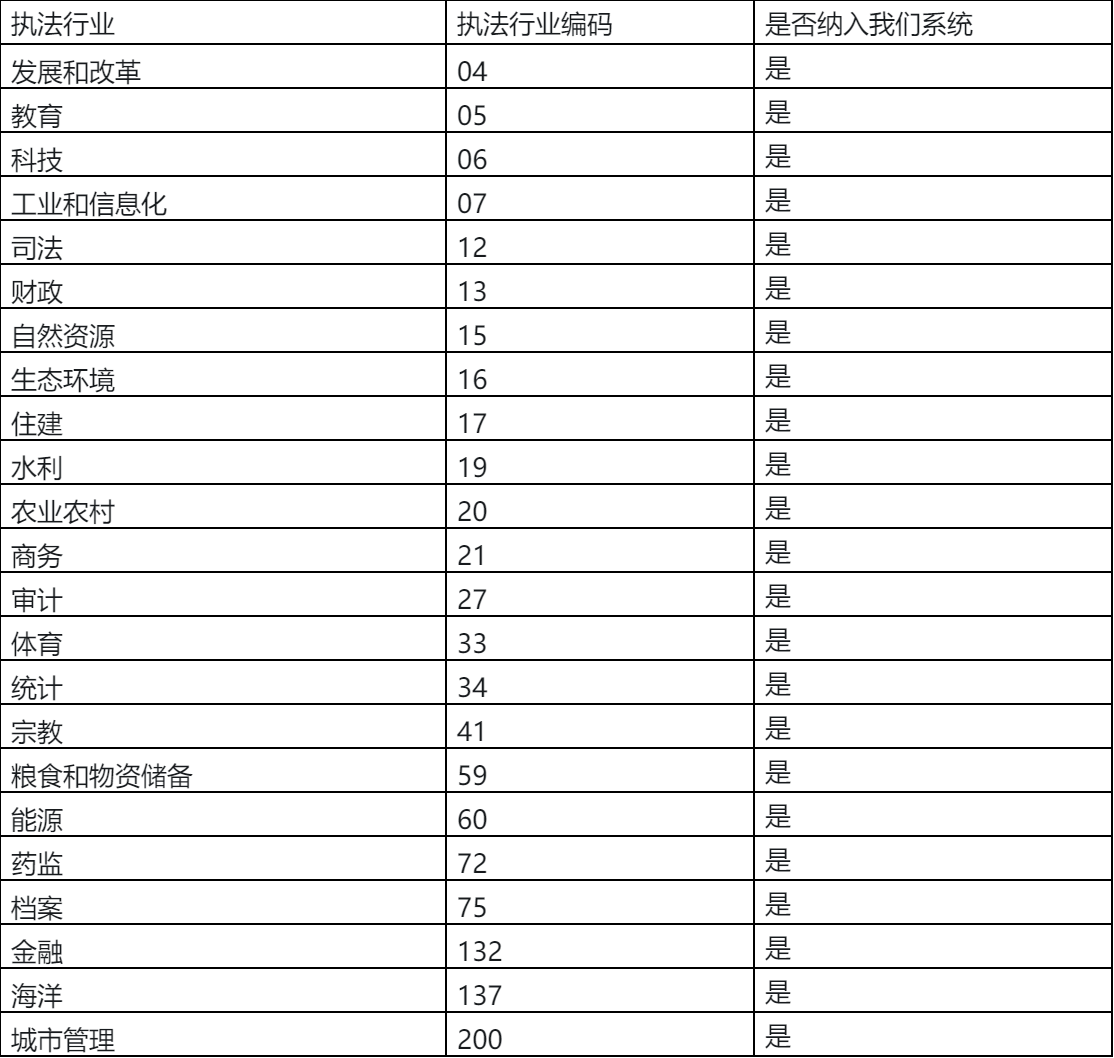 执法行业 执法行业编码 是否纳入我们系统
发展和改革 04 是
教育 05 是
科技 06 是
工业和信息化 07 是
司法 12 是
财政 13 是
自然资源 15 是
生态环境 16 是
住建 17 是
水利 19 是
农业农村 20 是
商务 21 是
审计 27 是
体育 33 是
统计 34 是
宗教 41 是
粮食和物资储备 59 是
能源 60 是
药监 72 是
档案 75 是
金融 132 是
海洋 137 是
城市管理 200 是